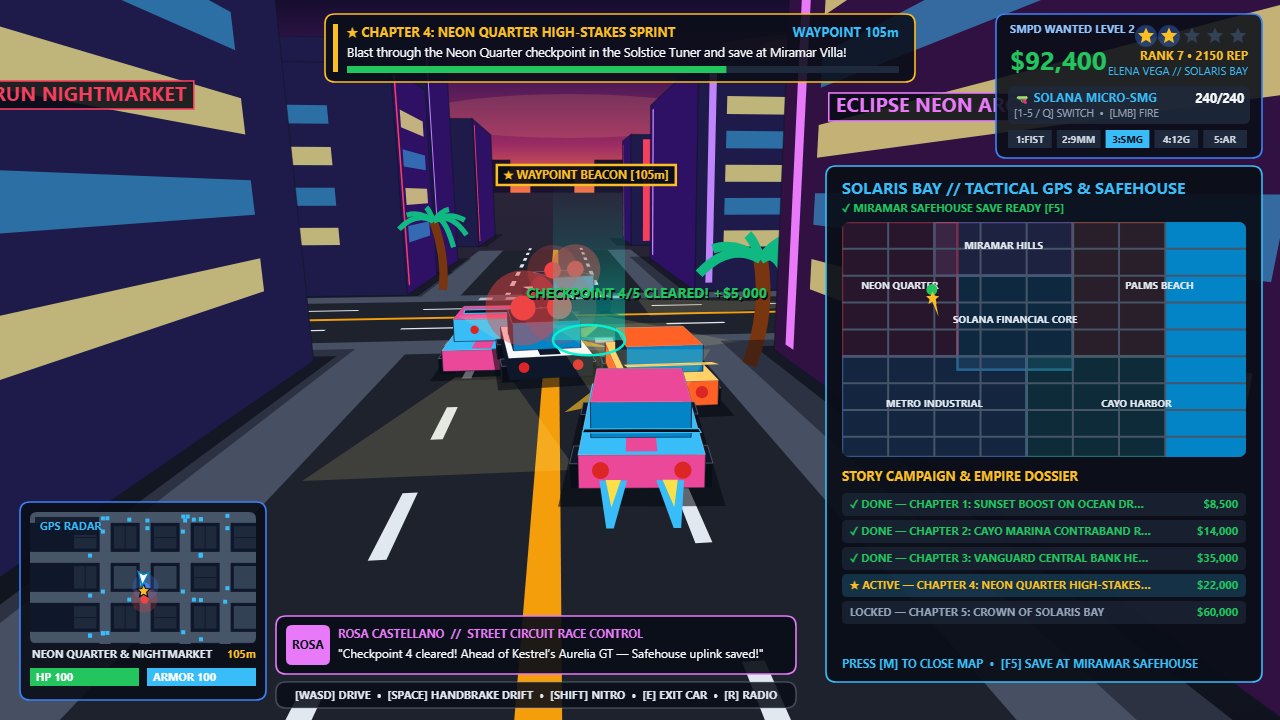 ★ CHAPTER 4: NEON QUARTER HIGH-STAKES SPRINT
WAYPOINT 105m
Blast through the Neon Quarter checkpoint in the Solstice Tuner and save at Miramar Villa!
SMPD WANTED LEVEL 2
$92,400
RANK 7 • 2150 REP
ELENA VEGA // SOLARIS BAY
SOLANA MICRO-SMG
240/240
[1-5 / Q] SWITCH • [LMB] FIRE
1:FIST 2:9MM 3:SMG 4:12G 5:AR
RUN NIGHTMARKET
ECLIPSE NEON AR
★ WAYPOINT BEACON [105m]
CHECKPOINT 4/5 CLEARED! +$5,000
SOLARIS BAY // TACTICAL GPS & SAFEHOUSE
✓ MIRAMAR SAFEHOUSE SAVE READY [F5]
MIRAMAR HILLS
NEON QUARTER
PALMS BEACH
SOLANA FINANCIAL CORE
METRO INDUSTRIAL
CAYO HARBOR
STORY CAMPAIGN & EMPIRE DOSSIER
✓ DONE — CHAPTER 1: SUNSET BOOST ON OCEAN DR... $8,500
✓ DONE — CHAPTER 2: CAYO MARINA CONTRABAND R... $14,000
✓ DONE — CHAPTER 3: VANGUARD CENTRAL BANK HE... $35,000
★ ACTIVE — CHAPTER 4: NEON QUARTER HIGH-STAKES... $22,000
LOCKED — CHAPTER 5: CROWN OF SOLARIS BAY $60,000
PRESS [M] TO CLOSE MAP • [F5] SAVE AT MIRAMAR SAFEHOUSE
GPS RADAR
NEON QUARTER & NIGHTMARKET 105m
HP 100
ARMOR 100
ROSA
ROSA CASTELLANO // STREET CIRCUIT RACE CONTROL
"Checkpoint 4 cleared! Ahead of Kestrel's Aurelia GT — Safehouse uplink saved!"
[WASD] DRIVE • [SPACE] HANDBRAKE DRIFT • [SHIFT] NITRO • [E] EXIT CAR • [R] RADIO